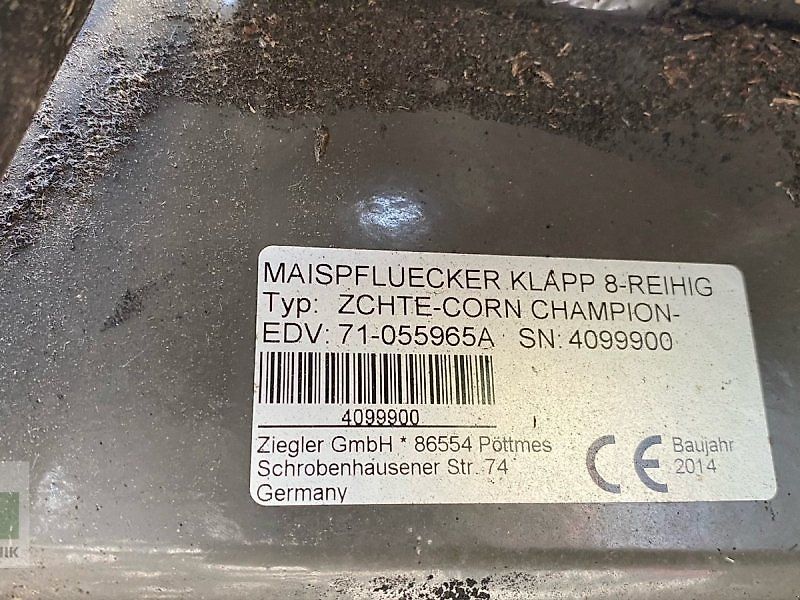 MAISPFLUECKER KLAPP 8-REIHIG
Typ: ZCHTE-CORN CHAMPION-
EDV: 71-055965A SN: 4099900
4099900
Ziegler GmbH * 86554 Pöttmes
Schrobenhausener Str. 74
Germany
CE
Baujahr
2014